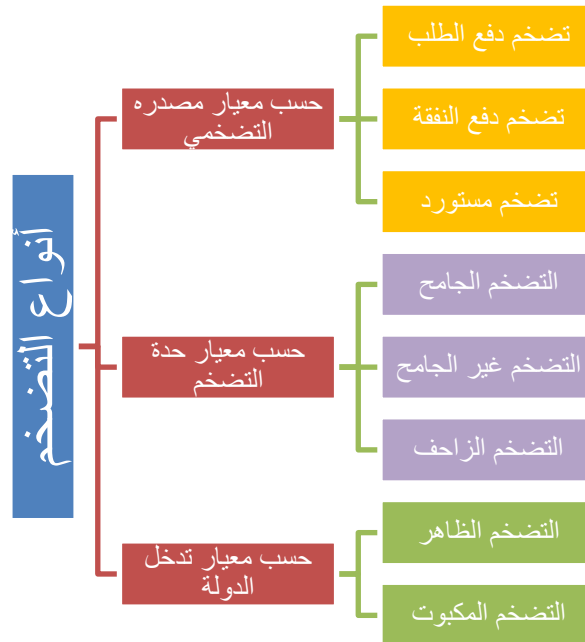 أنواع التضخم
حسب معيار مصدره
التضخمي
تضخم دفع الطلب
تضخم دفع النفقة
تضخم مستورد
حسب معيار حدة
التضخم
التضخم الجامح
التضخم غير الجامح
التضخم الزاحف
حسب معيار تدخل
الدولة
التضخم الظاهر
التضخم المكبوت